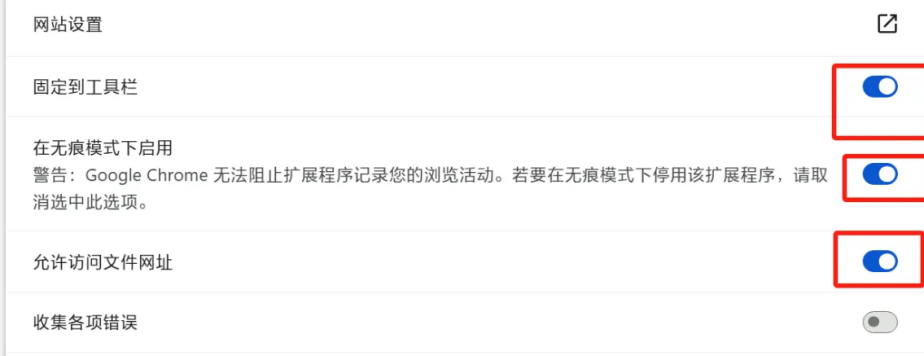 网站设置
固定到工具栏
在无痕模式下启用
警告：Google Chrome 无法阻止扩展程序记录您的浏览活动。若要在无痕模式下停用该扩展程序，请取
消选中此选项。
允许访问文件网址
收集各项错误